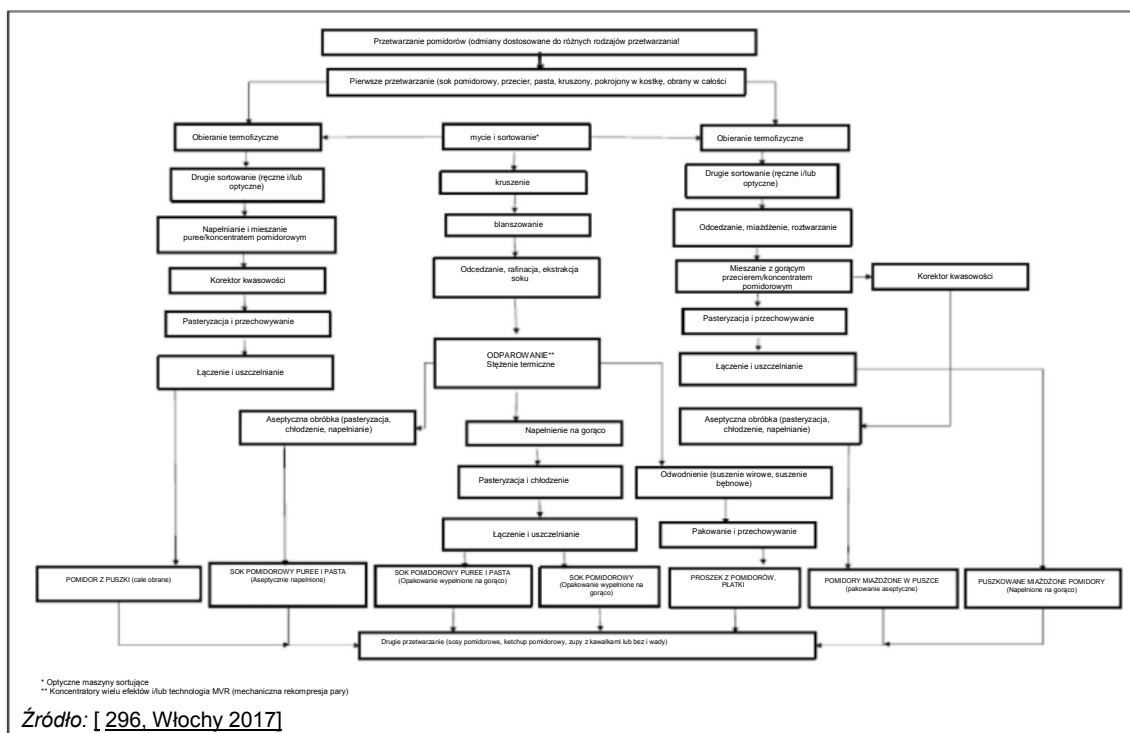 Przetwarzanie pomidorów (odmiany dostosowane do różnych rodzajów przetwarzania!
Pierwsze przetwarzanie (sok pomidorowy, przecier, pasta, kruszony, pokrojony w kostkę, obrany w całości
Obieranie termofizyczne
mycie i sortowanie*
Obieranie termofizyczne
Drugie sortowanie (ręczne i/lub
optyczne)
kruszenie
Drugie sortowanie (ręczne i/lub
optyczne)
Napełnianie i mieszanie
puree/koncentratem pomidorowym
blanszowanie
Odcedzanie, miażdżenie, roztwarzanie
Korektor kwasowości
Odcedzanie, rafinacja, ekstrakcja
soku
Mieszanie z gorącym
przecierem/koncentratem
pomidorowym
Korektor kwasowości
Pasteryzacja i przechowywanie
Pasteryzacja i przechowywanie
Łączenie i uszczelnianie
ODPAROWANIE**
Stężenie termiczne
Łączenie i uszczelnianie
Aseptyczna obróbka (pasteryzacja,
chłodzenie, napełnianie)
Napełnienie na gorąco
Aseptyczna obróbka (pasteryzacja,
chłodzenie, napełnianie)
Pasteryzacja i chłodzenie
Odwodnienie (suszenie wirowe, suszenie
bębnowe)
Łączenie i uszczelnianie
Pakowanie i przechowywanie
POMIDOR Z PUSZKI (całe obrane)
SOK POMIDOROWY PUREE I PASTA
(Aseptycznie napełnione)
SOK POMIDOROWY PUREE I PASTA
(Opakowanie wypełnione na gorąco)
SOK POMIDOROWY
(Opakowanie wypełnione na
gorąco)
PROSZEK Z POMIDORÓW,
PŁATKI
POMIDORY MIAŻDŻONE W PUSZCE
(pakowanie aseptyczne)
PUSZKOWANE MIAŻDŻONE POMIDORY
(Napełnione na gorąco)
Drugie przetwarzanie (sosy pomidorowe, ketchup pomidorowy, zupy z kawałkami lub bez i wady)
* Optyczne maszyny sortujące
** Koncentratory wielu efektów i/lub technologia MVR (mechaniczna rekompresja pary)
Źródło: [ 296, Włochy 2017]